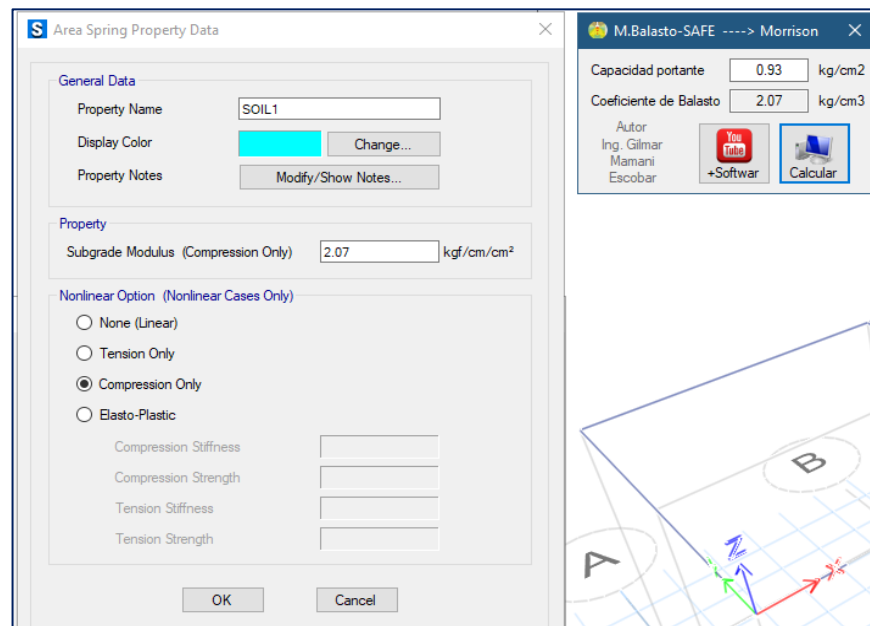 S Area Spring Property Data
General Data
Property Name SOIL1
Display Color Change...
Property Notes Modify/Show Notes...
Property
Subgrade Modulus (Compression Only) 2.07 kgf/cm/cm²
Nonlinear Option (Nonlinear Cases Only)
None (Linear)
Tension Only
Compression Only
Elasto-Plastic
Compression Stiffness
Compression Strength
Tension Stiffness
Tension Strength
OK Cancel
M.Balasto-SAFE ----> Morrison
Capacidad portante 0.93 kg/cm2
Coeficiente de Balasto 2.07 kg/cm3
Autor
Ing. Gilmar
Mamani
Escobar
You
Tube
+Softwar
Calcular
B
A
Z
X